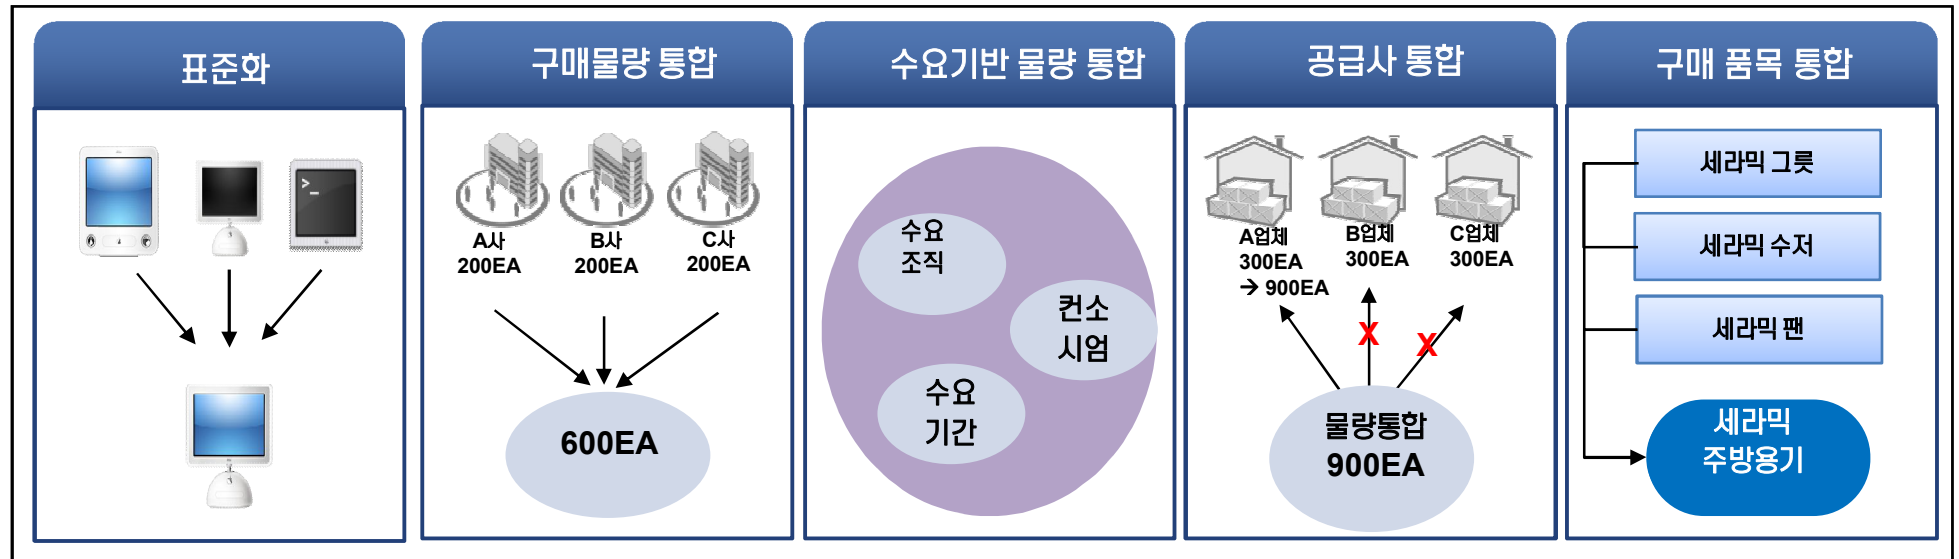 표준화
구매물량 통합
수요기반 물량 통합
공급사 통합
구매 품목 통합
>_
A사
200EA
B사
200EA
C사
200EA
600EA
수요
조직
컨소
시엄
수요
기간
A업체
300EA
→ 900EA
B업체
300EA
C업체
300EA
X
X
물량통합
900EA
세라믹 그릇
세라믹 수저
세라믹 팬
세라믹
주방용기